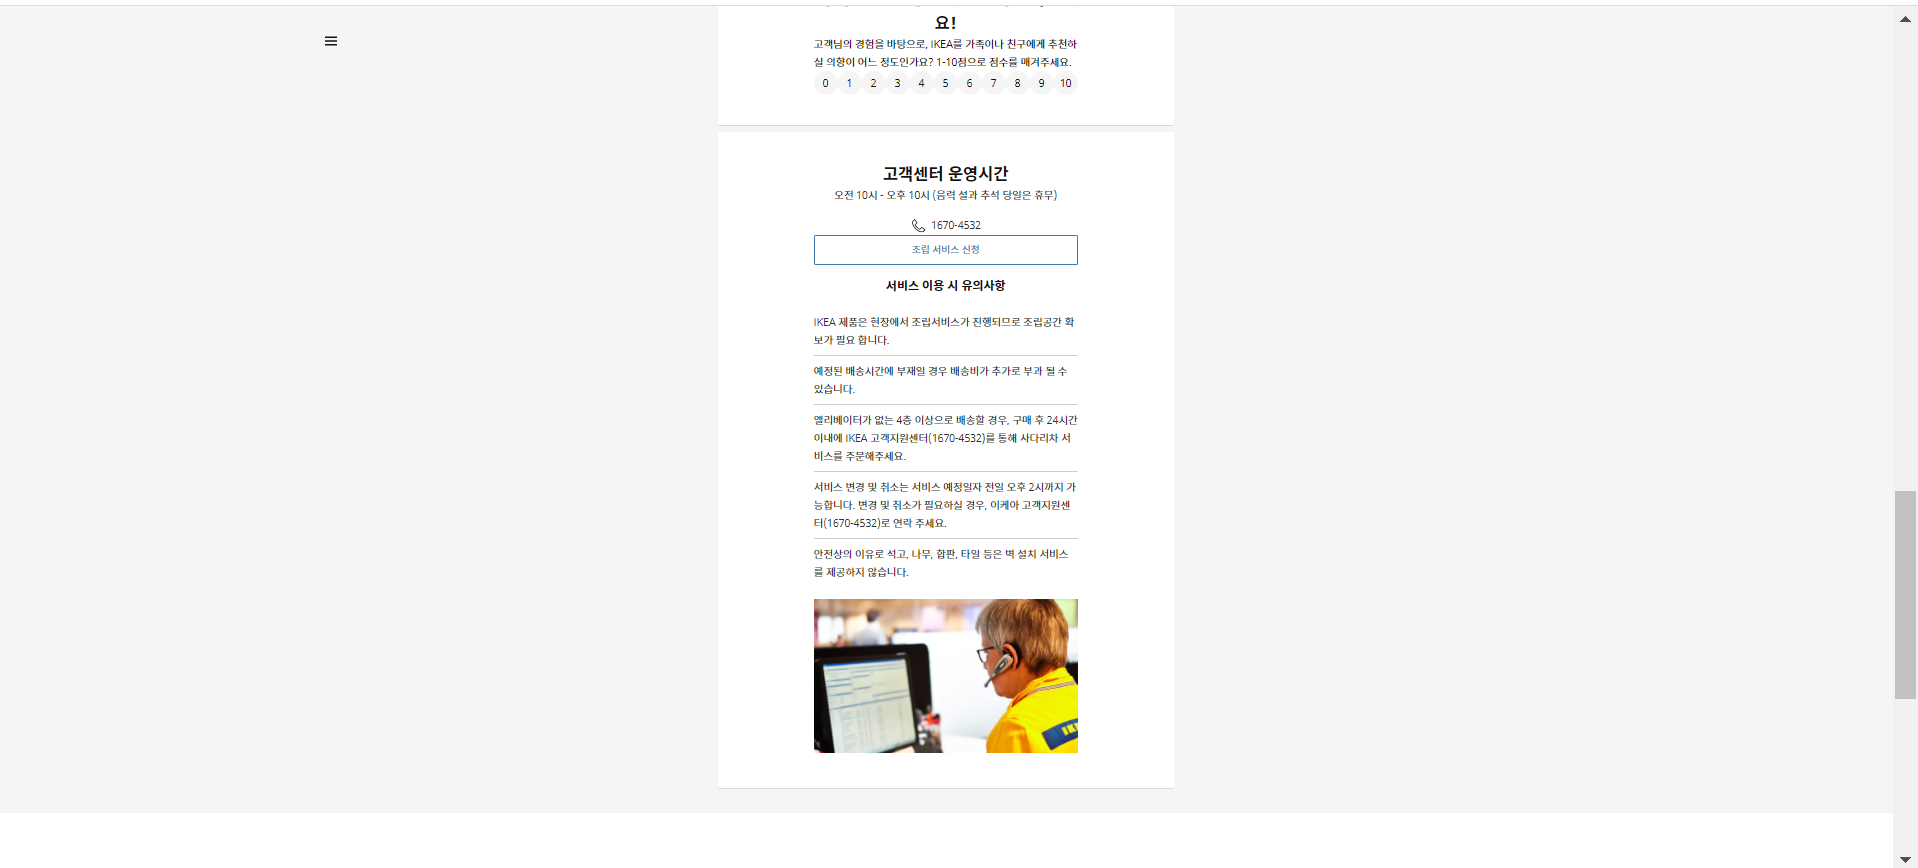 요!
고객님의 경험을 바탕으로, IKEA를 가족이나 친구에게 추천하
실 의향이 어느 정도인가요? 1-10점으로 점수를 매겨주세요.
0 1 2 3 4 5 6 7 8 9 10
고객센터 운영시간
오전 10시 - 오후 10시 (음력 설과 추석 당일은 휴무)
1670-4532
조립 서비스 신청
서비스 이용 시 유의사항
IKEA 제품은 현장에서 조립서비스가 진행되므로 조립공간 확
보가 필요 합니다.
예정된 배송시간에 부재일 경우 배송비가 추가로 부과 될 수
있습니다.
엘리베이터가 없는 4층 이상으로 배송할 경우, 구매 후 24시간
이내에 IKEA 고객지원센터(1670-4532)를 통해 사다리차 서
비스를 주문해주세요.
서비스 변경 및 취소는 서비스 예정일자 전일 오후 2시까지 가
능합니다. 변경 및 취소가 필요하실 경우, 이케아 고객지원센
터(1670-4532)로 연락 주세요.
안전상의 이유로 석고, 나무, 합판, 타일 등은 벽 설치 서비스
를 제공하지 않습니다.